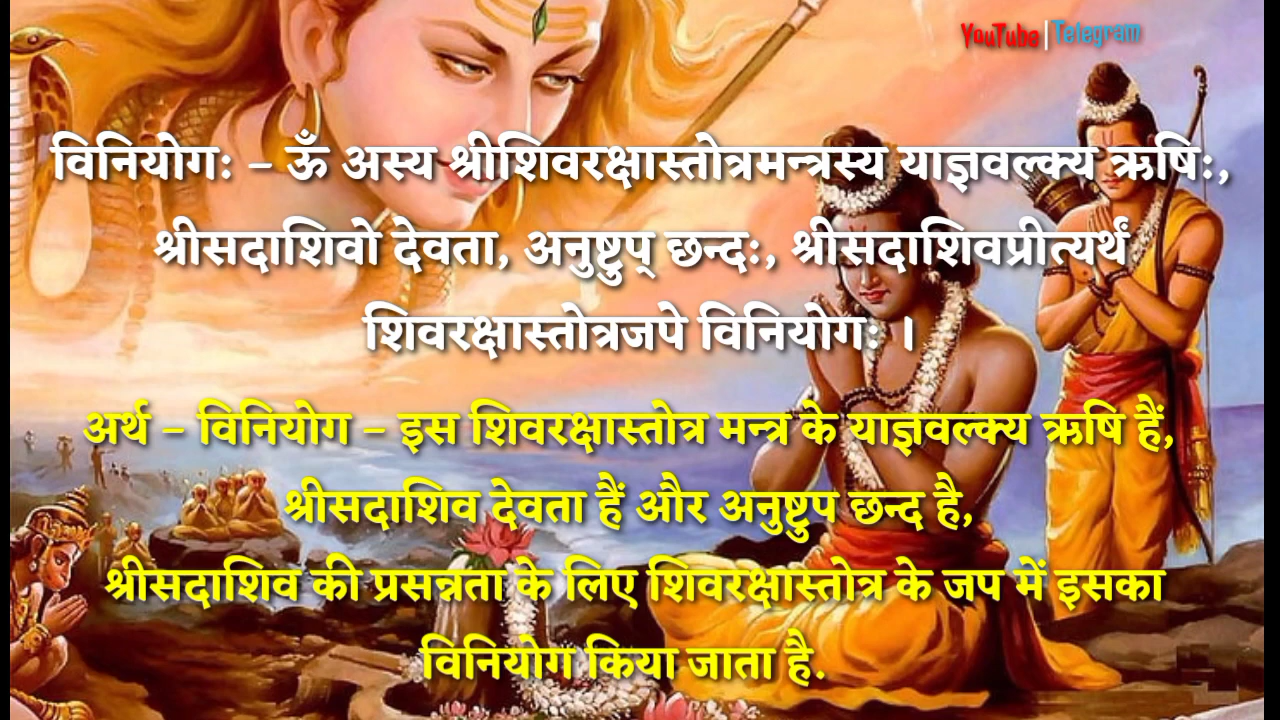 YouTube|Telegram
विनियोगः – ऊँ अस्य श्रीशिवरक्षास्तोत्रमन्त्रस्य याज्ञवल्क्य ऋषिः,
श्रीसदाशिवो देवता, अनुष्टुप् छन्दः, श्रीसदाशिवप्रीत्यर्थं
शिवरक्षास्तोत्रजपे विनियोगः ।
अर्थ – विनियोग – इस शिवरक्षास्तोत्र मन्त्र के याज्ञवल्क्य ऋषि हैं,
श्रीसदाशिव देवता हैं और अनुष्टुप छन्द है,
श्रीसदाशिव की प्रसन्नता के लिए शिवरक्षास्तोत्र के जप में इसका
विनियोग किया जाता है.